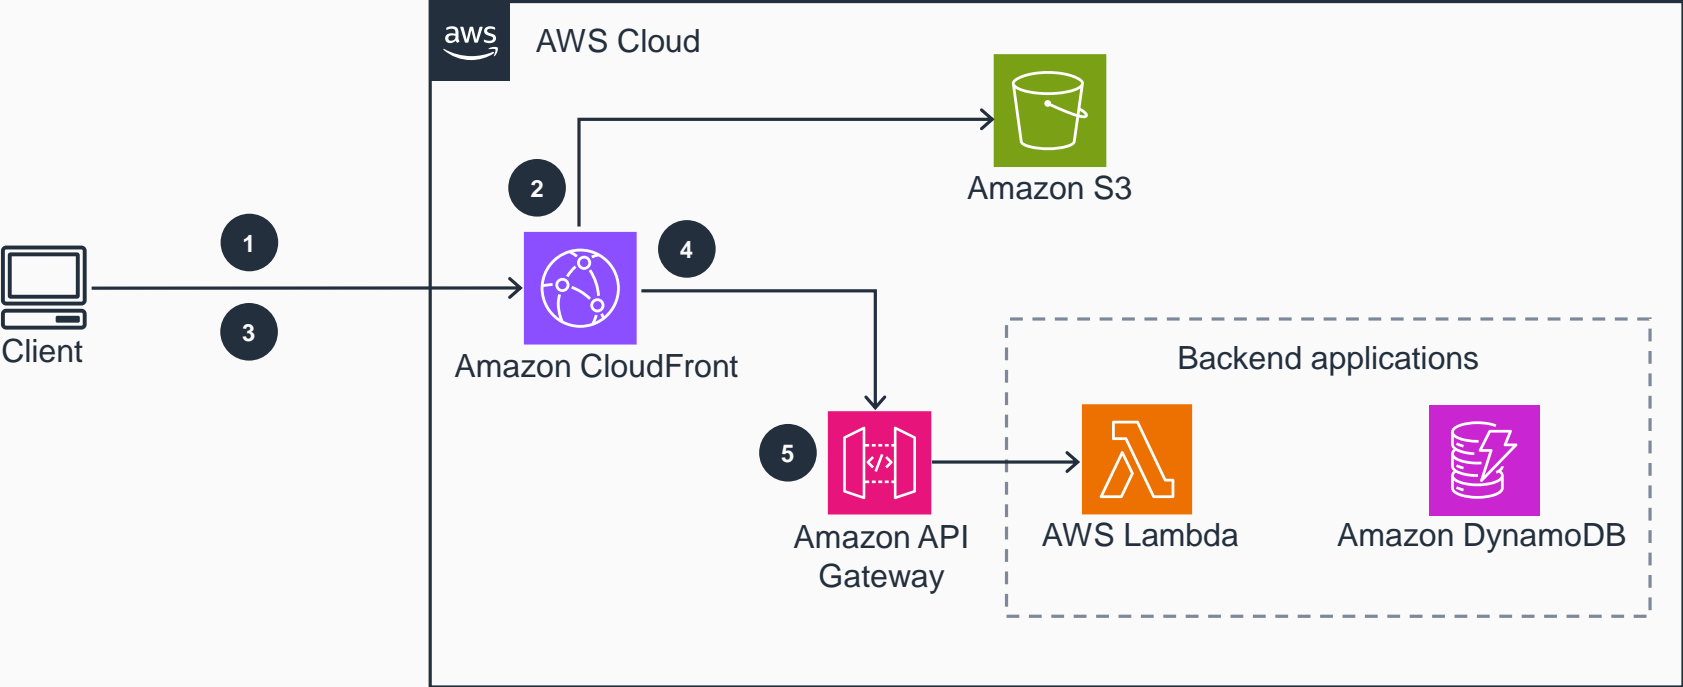 aws
AWS Cloud
Amazon S3
2
1
4
3
Client
Amazon CloudFront
Backend applications
5
</>
Amazon API
Gateway
AWS Lambda
Amazon DynamoDB